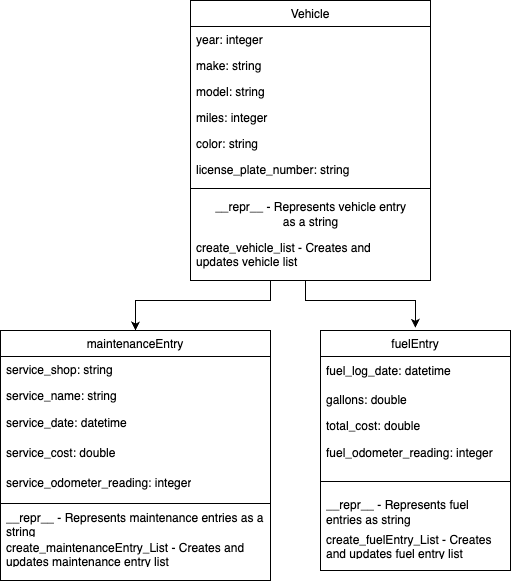 Vehicle
year: integer
make: string
model: string
miles: integer
color: string
license_plate_number: string
__repr__ - Represents vehicle entry
as a string
create_vehicle_list - Creates and
updates vehicle list
maintenanceEntry
service_shop: string
service_name: string
service_date: datetime
service_cost: double
service_odometer_reading: integer
__repr__ - Represents maintenance entries as a
string
create_maintenanceEntry_List - Creates and
updates maintenance entry list
fuelEntry
fuel_log_date: datetime
gallons: double
total_cost: double
fuel_odometer_reading: integer
__repr__ - Represents fuel
entries as string
create_fuelEntry_List - Creates
and updates fuel entry list